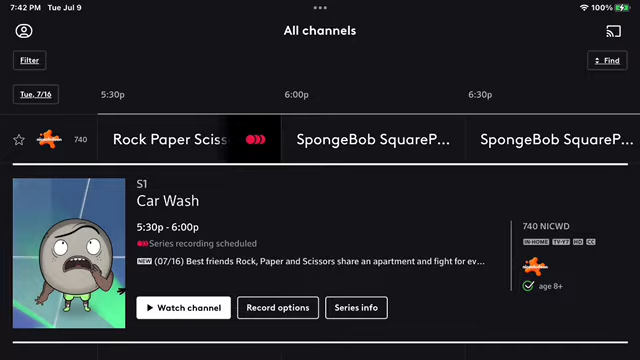 7:42 PM Tue Jul 9
100%
All channels
Filter
Find
Tue, 7/16
5:30p
6:00p
6:30p
nickelodeon
740
Rock Paper Sciss
SpongeBob SquareP...
SpongeBob SquareP...
S1
Car Wash
5:30p - 6:00p
Series recording scheduled
NEW (07/16) Best friends Rock, Paper and Scissors share an apartment and fight for ev...
740 NICWD
IN-HOME TV-Y7 HD CC
nickelodeon
age 8+
Watch channel
Record options
Series info